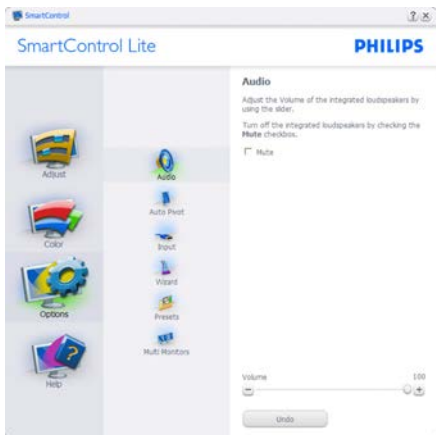 SmartControl
SmartControl Lite
PHILIPS
Adjust
Color
Options
Help
Audio
Auto Pivot
Input
Wizard
Presets
Multi Monitors
Audio
Adjust the Volume of the integrated loudspeakers by
using the slider.
Turn off the integrated loudspeakers by checking the
Mute checkbox.
Mute
Volume 100
Undo